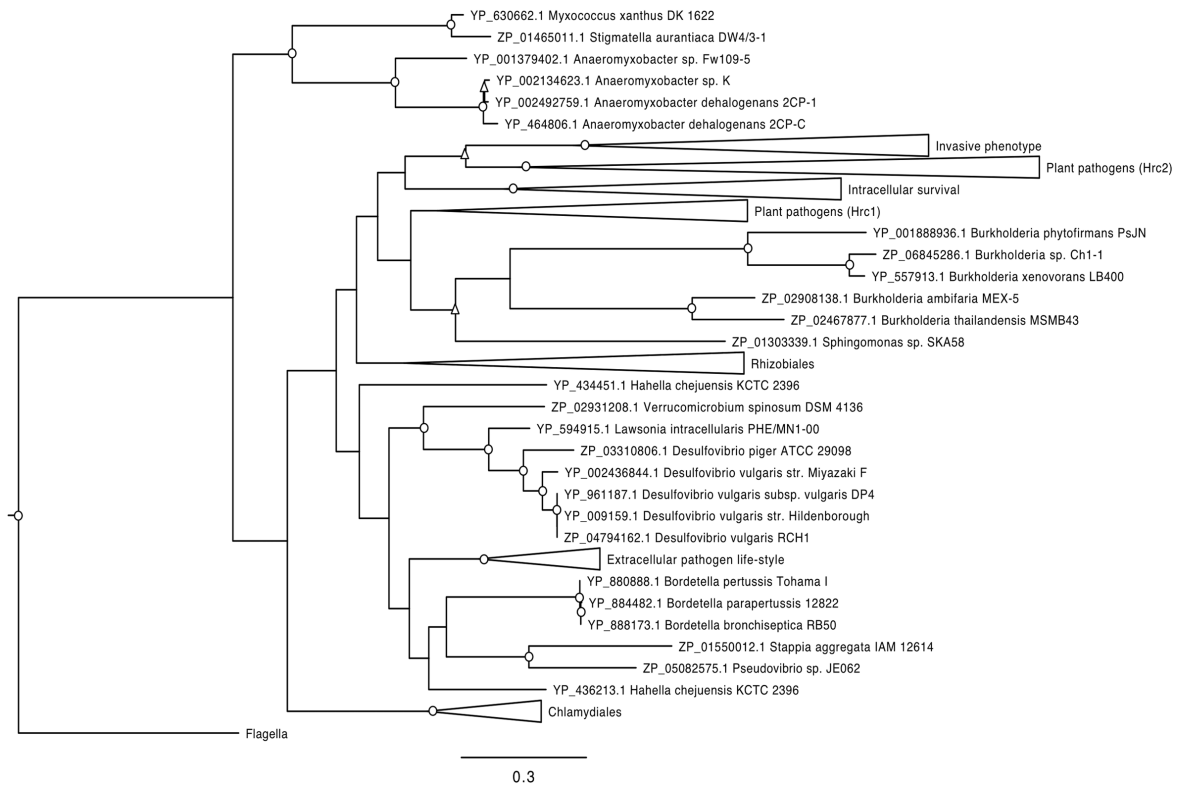 YP_630662.1 Myxococcus xanthus DK 1622
ZP_01465011.1 Stigmatella aurantiaca DW4/3-1
YP_001379402.1 Anaeromyxobacter sp. Fw109-5
YP_002134623.1 Anaeromyxobacter sp. K
YP_002492759.1 Anaeromyxobacter dehalogenans 2CP-1
YP_464806.1 Anaeromyxobacter dehalogenans 2CP-C
Invasive phenotype
Plant pathogens (Hrc2)
Intracellular survival
Plant pathogens (Hrc1)
YP_001888936.1 Burkholderia phytofirmans PsJN
ZP_06845286.1 Burkholderia sp. Ch1-1
YP_557913.1 Burkholderia xenovorans LB400
ZP_02908138.1 Burkholderia ambifaria MEX-5
ZP_02467877.1 Burkholderia thailandensis MSMB43
ZP_01303339.1 Sphingomonas sp. SKA58
Rhizobiales
YP_434451.1 Hahella chejuensis KCTC 2396
ZP_02931208.1 Verrucomicrobium spinosum DSM 4136
YP_594915.1 Lawsonia intracellularis PHE/MN1-00
ZP_03310806.1 Desulfovibrio piger ATCC 29098
YP_002436844.1 Desulfovibrio vulgaris str. Miyazaki F
YP_961187.1 Desulfovibrio vulgaris subsp. vulgaris DP4
YP_009159.1 Desulfovibrio vulgaris str. Hildenborough
ZP_04794162.1 Desulfovibrio vulgaris RCH1
Extracellular pathogen life-style
YP_880888.1 Bordetella pertussis Tohama I
YP_884482.1 Bordetella parapertussis 12822
YP_888173.1 Bordetella bronchiseptica RB50
ZP_01550012.1 Stappia aggregata IAM 12614
ZP_05082575.1 Pseudovibrio sp. JE062
YP_436213.1 Hahella chejuensis KCTC 2396
Chlamydiales
Flagella
0.3